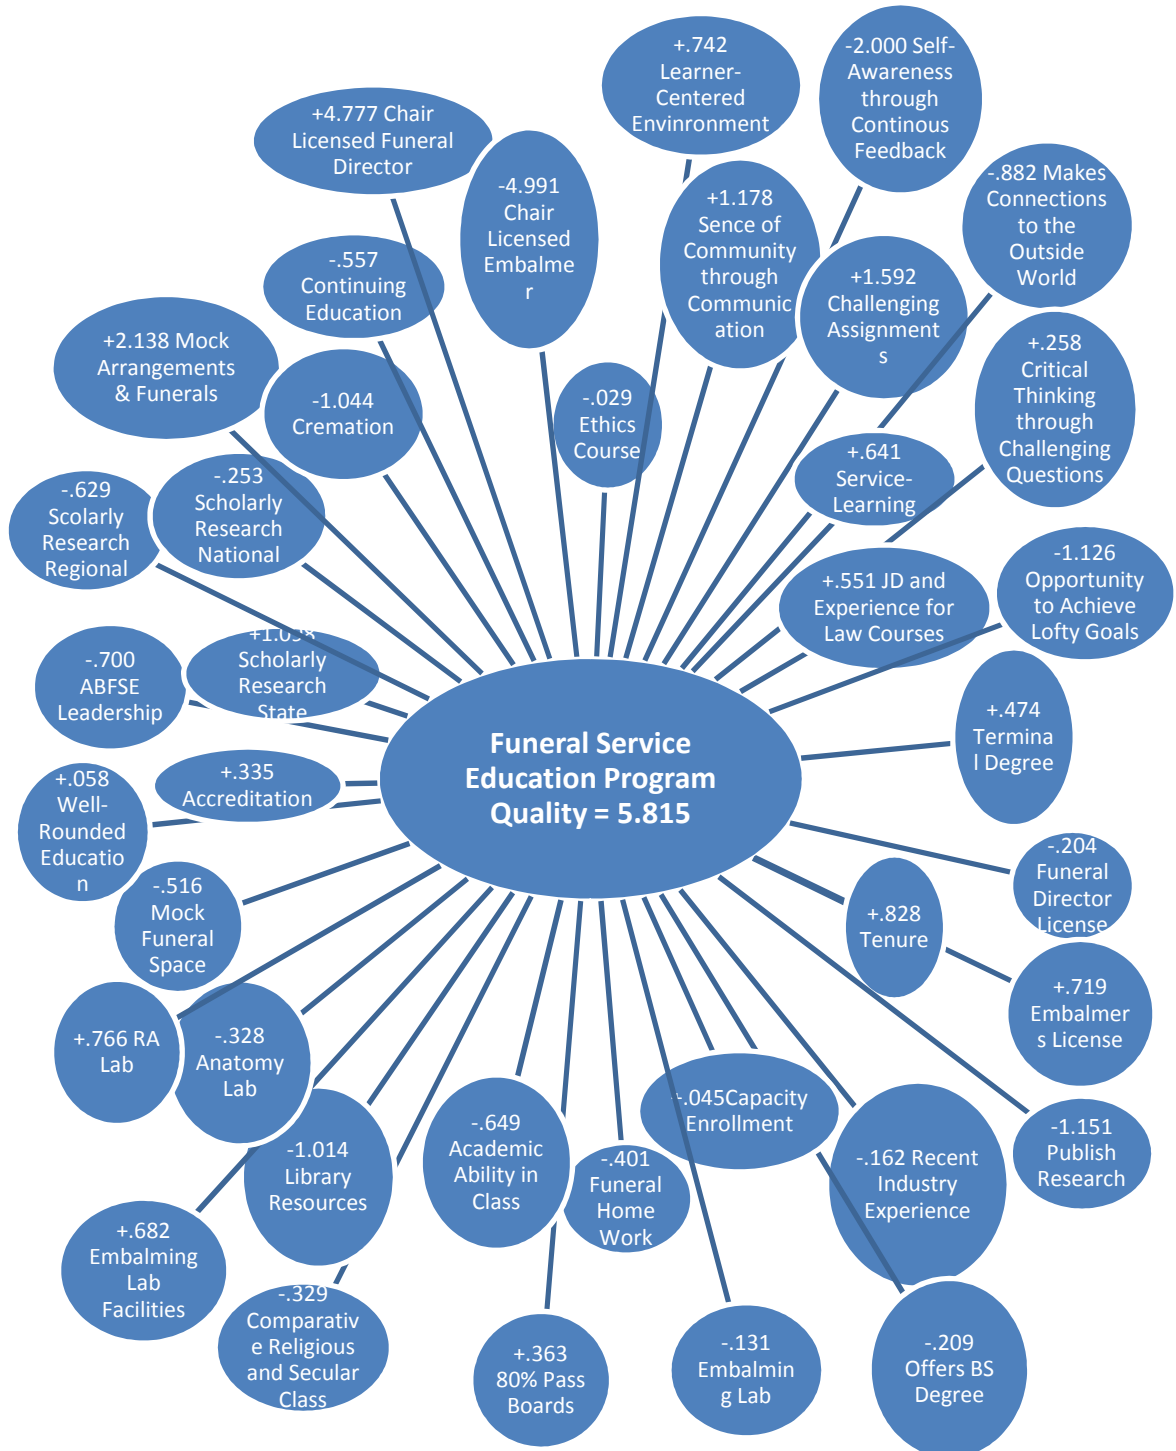 +.742
Learner-
Centered
Envinronment
-2.000 Self-
Awareness
through
Continous
Feedback
+4.777 Chair
Licensed Funeral
Director
-4.991
Chair
Licensed
Embalme
r
+1.178
Sence of
Community
through
Communic
ation
-.882 Makes
Connections
to the
Outside
World
-.557
Continuing
Education
+1.592
Challenging
Assignment
s
+2.138 Mock
Arrangements
& Funerals
-1.044
Cremation
-.029
Ethics
Course
+.258
Critical
Thinking
through
Challenging
Questions
+.641
Service-
Learning
-.629
Scolarly
Research
Regional
-.253
Scholarly
Research
National
+.551 JD and
Experience for
Law Courses
-1.126
Opportunity
to Achieve
Lofty Goals
-.700
ABFSE
Leadership
Scholarly
Research
State
Funeral Service
Education Program
Quality = 5.815
+.474
Termina
l Degree
+.058
Well-
Rounded
Educatio
n
+.335
Accreditation
-.204
Funeral
Director
License
-.516
Mock
Funeral
Space
+.828
Tenure
+.719
Embalmer
s License
+.766 RA
Lab
-.328
Anatomy
Lab
+.045Capacity
Enrollment
-1.151
Publish
Research
-1.014
Library
Resources
-.649
Academic
Ability in
Class
-.401
Funeral
Home
Work
-.162 Recent
Industry
Experience
+.682
Embalming
Lab
Facilities
-.329
Comparativ
e Religious
and Secular
Class
+.363
80% Pass
Boards
-.131
Embalmin
g Lab
-.209
Offers BS
Degree